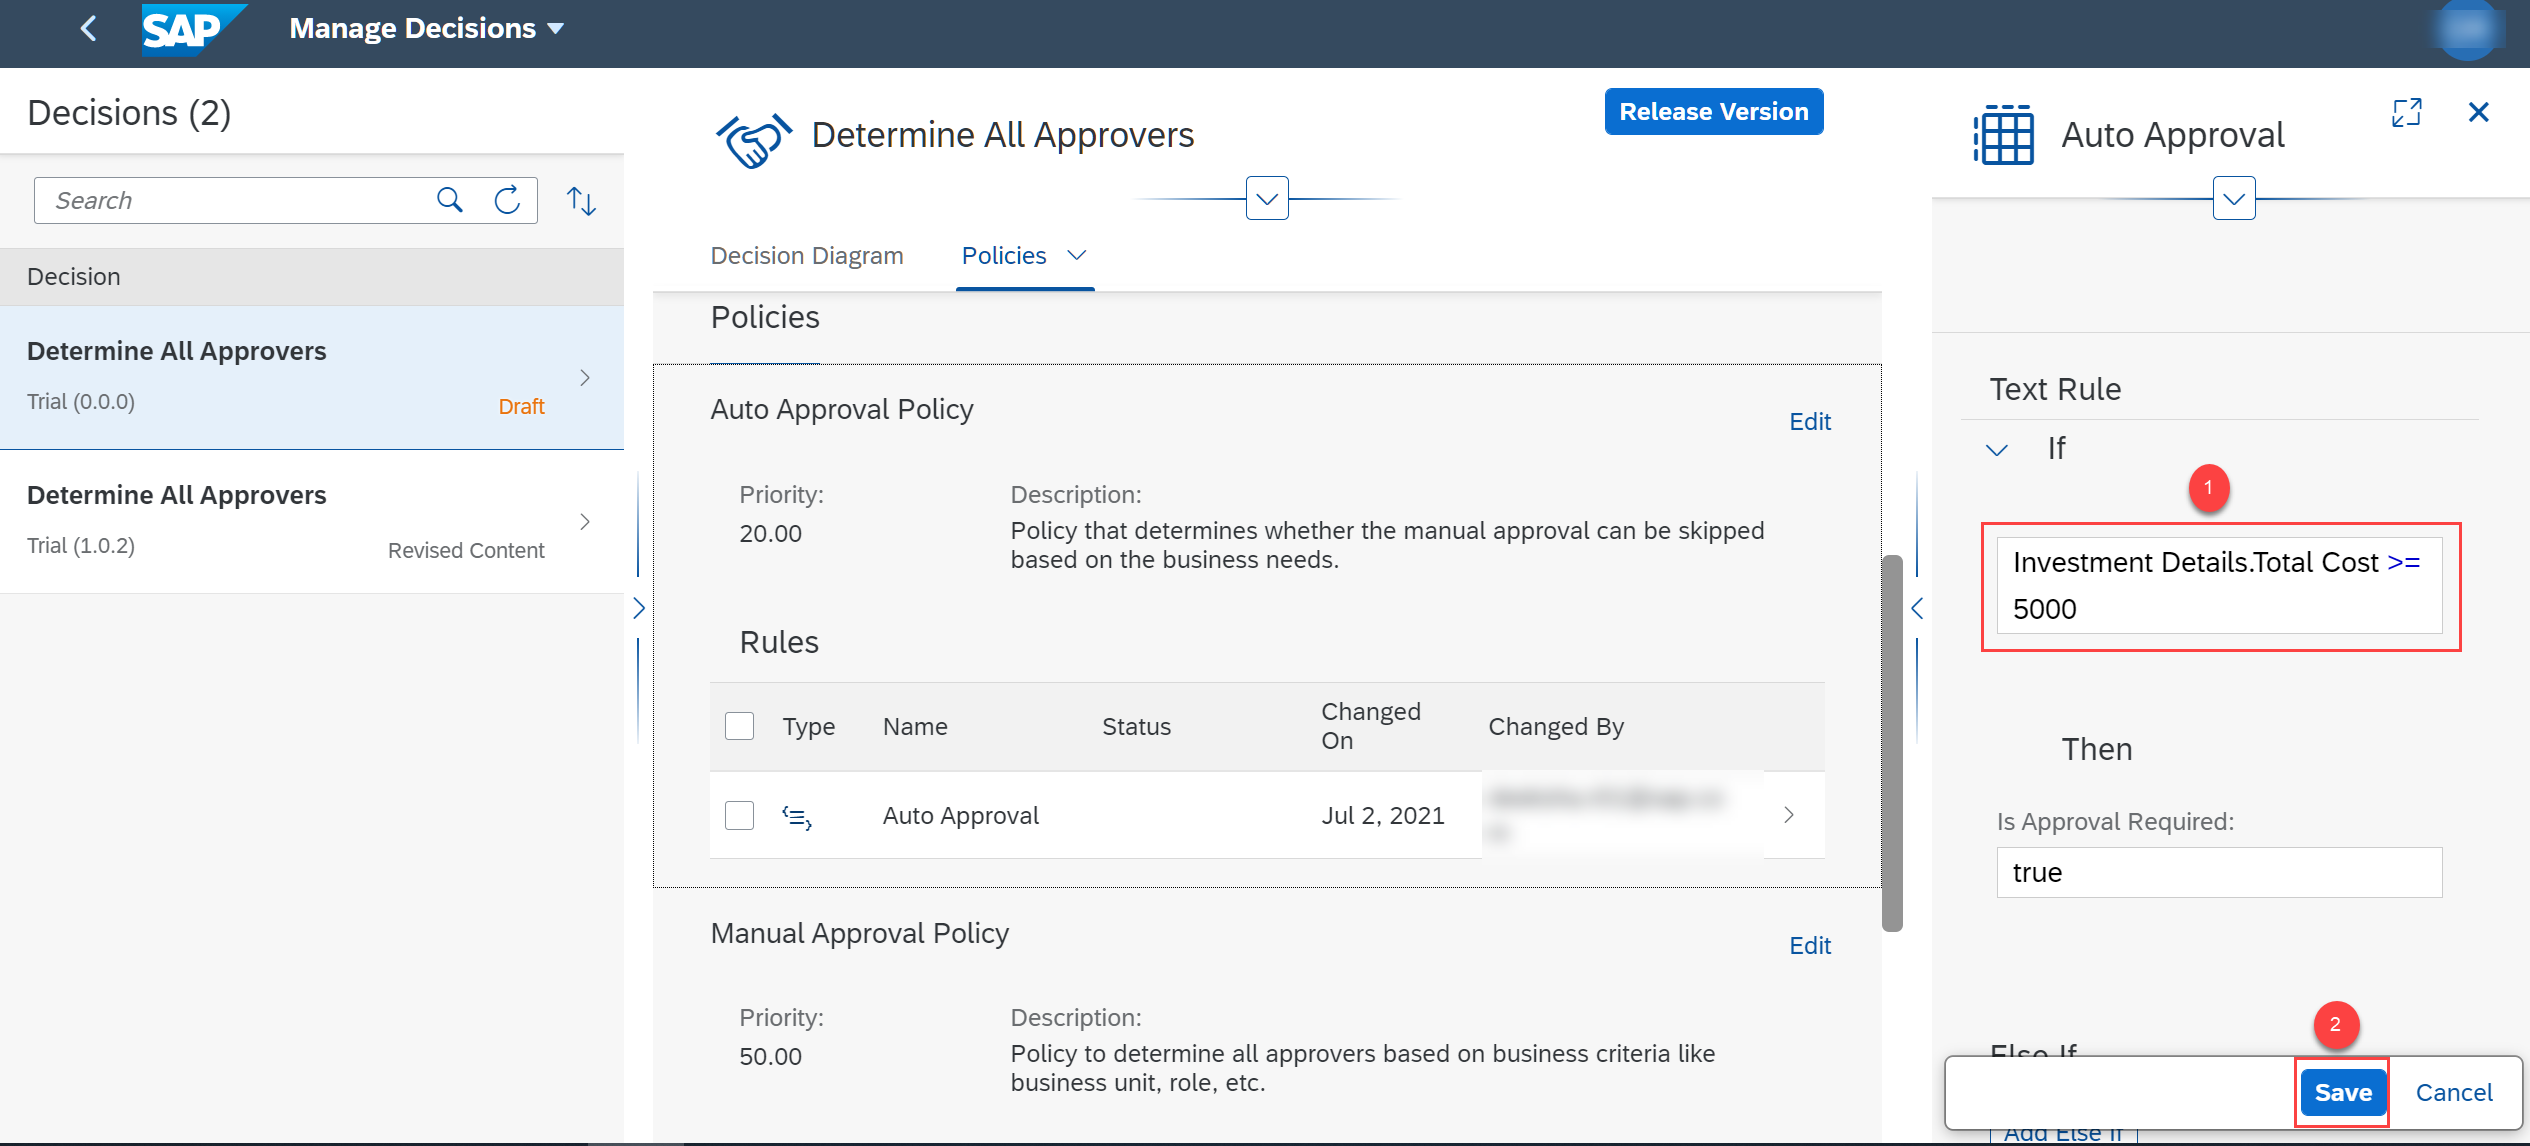 SAP
Manage Decisions
Decisions (2)
Search
Decision
Determine All Approvers
Trial (0.0.0)
Draft
Determine All Approvers
Trial (1.0.2)
Revised Content
Determine All Approvers
Release Version
Decision Diagram
Policies
Policies
Auto Approval Policy
Edit
Priority:
20.00
Description:
Policy that determines whether the manual approval can be skipped
based on the business needs.
Rules
Type
Name
Status
Changed
On
Changed By
Auto Approval
Jul 2, 2021
Manual Approval Policy
Edit
Priority:
50.00
Description:
Policy to determine all approvers based on business criteria like
business unit, role, etc.
Auto Approval
Text Rule
If
1
Investment Details.Total Cost >=
5000
Then
Is Approval Required:
true
2
Else If
Save
Cancel
Add Else If